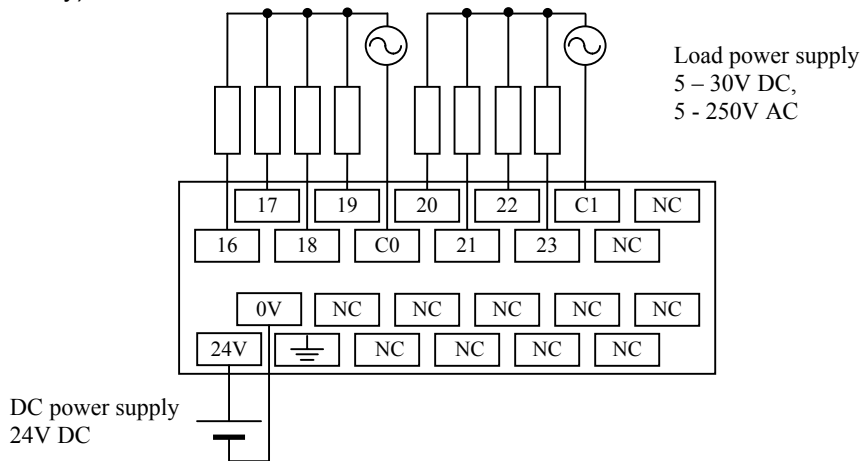 Load power supply
5 – 30V DC,
5 - 250V AC
17 19 20 22 C1 NC
16 18 C0 21 23 NC
0V NC NC NC NC NC
24V NC NC NC NC
DC power supply
24V DC